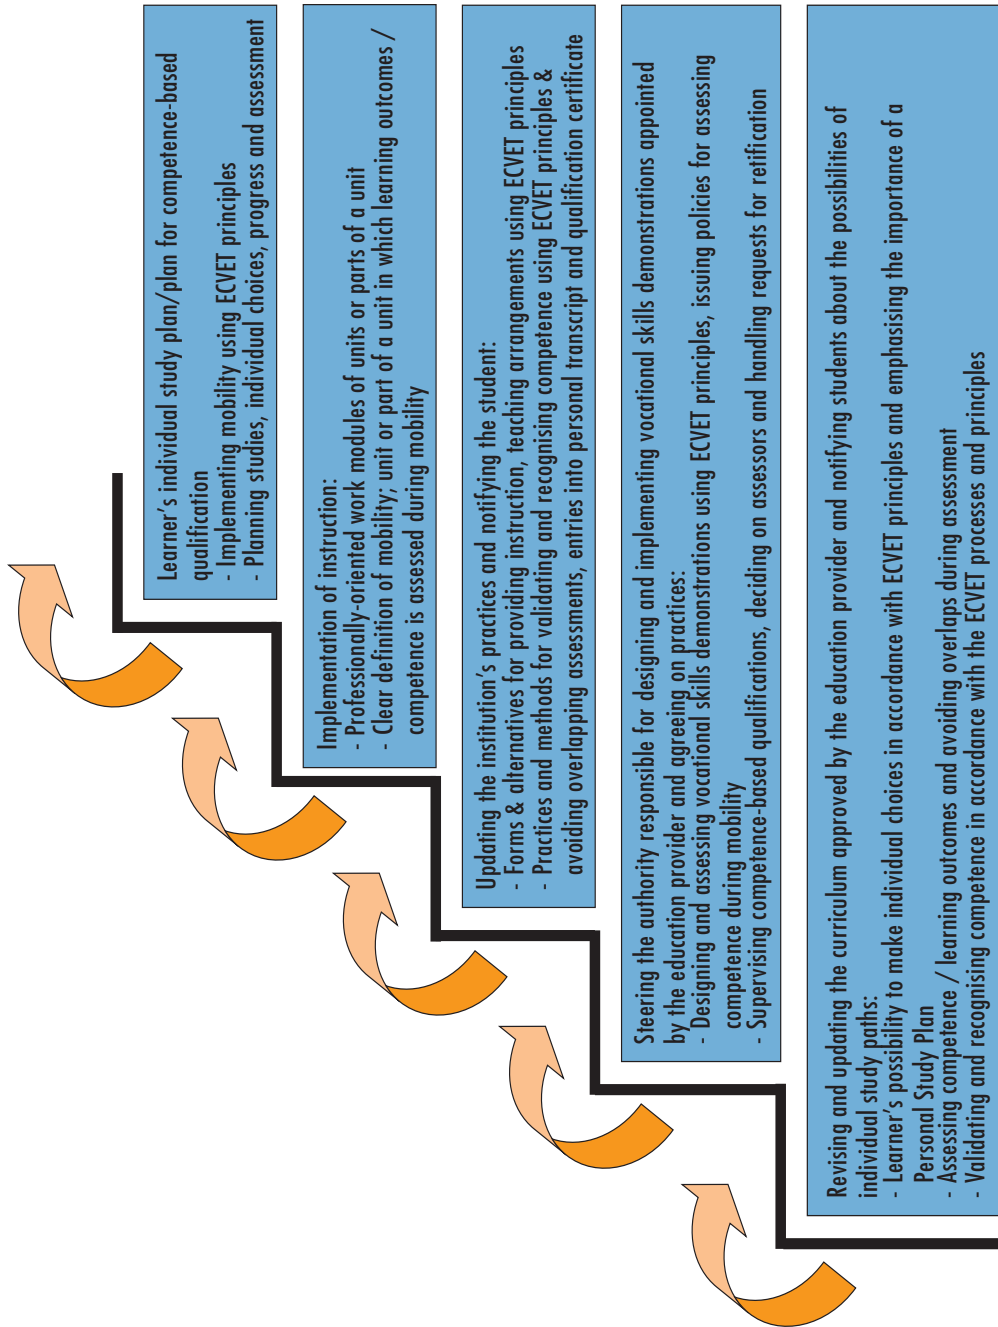 Learner's individual study plan/plan for competence-based
qualification
- Implementing mobility using ECVET principles
- Planning studies, individual choices, progress and assessment
Implementation of instruction:
- Professionally-oriented work modules of units or parts of a unit
- Clear definition of mobility; unit or part of a unit in which learning outcomes /
competence is assessed during mobility
Updating the institution's practices and notifying the student:
- Forms & alternatives for providing instruction, teaching arrangements using ECVET principles
- Practices and methods for validating and recognising competence using ECVET principles &
avoiding overlapping assessments, entries into personal transcript and qualification certificate
Steering the authority responsible for designing and implementing vocational skills demonstrations appointed
by the education provider and agreeing on practices:
- Designing and assessing vocational skills demonstrations using ECVET principles, issuing policies for assessing
competence during mobility
- Supervising competence-based qualifications, deciding on assessors and handling requests for retification
Revising and updating the curriculum approved by the education provider and notifying students about the possibilities of
individual study paths:
- Learner's possibility to make individual choices in accordance with ECVET principles and emphasising the importance of a
Personal Study Plan
- Assessing competence / learning outcomes and avoiding overlaps during assessment
- Validating and recognising competence in accordance with the ECVET processes and principles